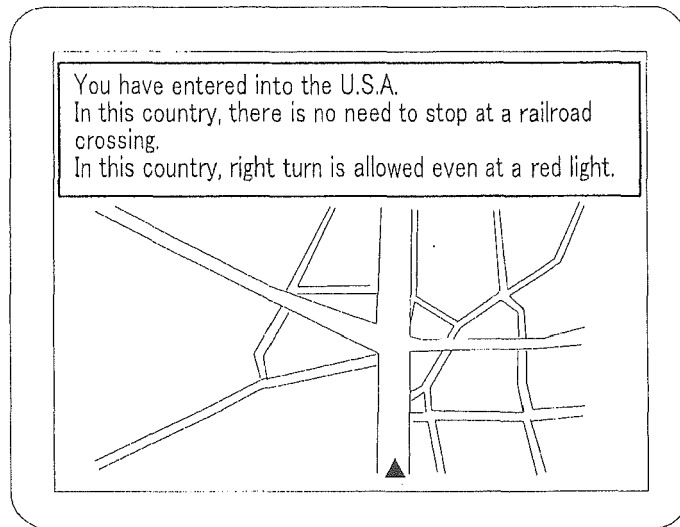 You have entered into the U.S.A.
In this country, there is no need to stop at a railroad
crossing.
In this country, right turn is allowed even at a red light.